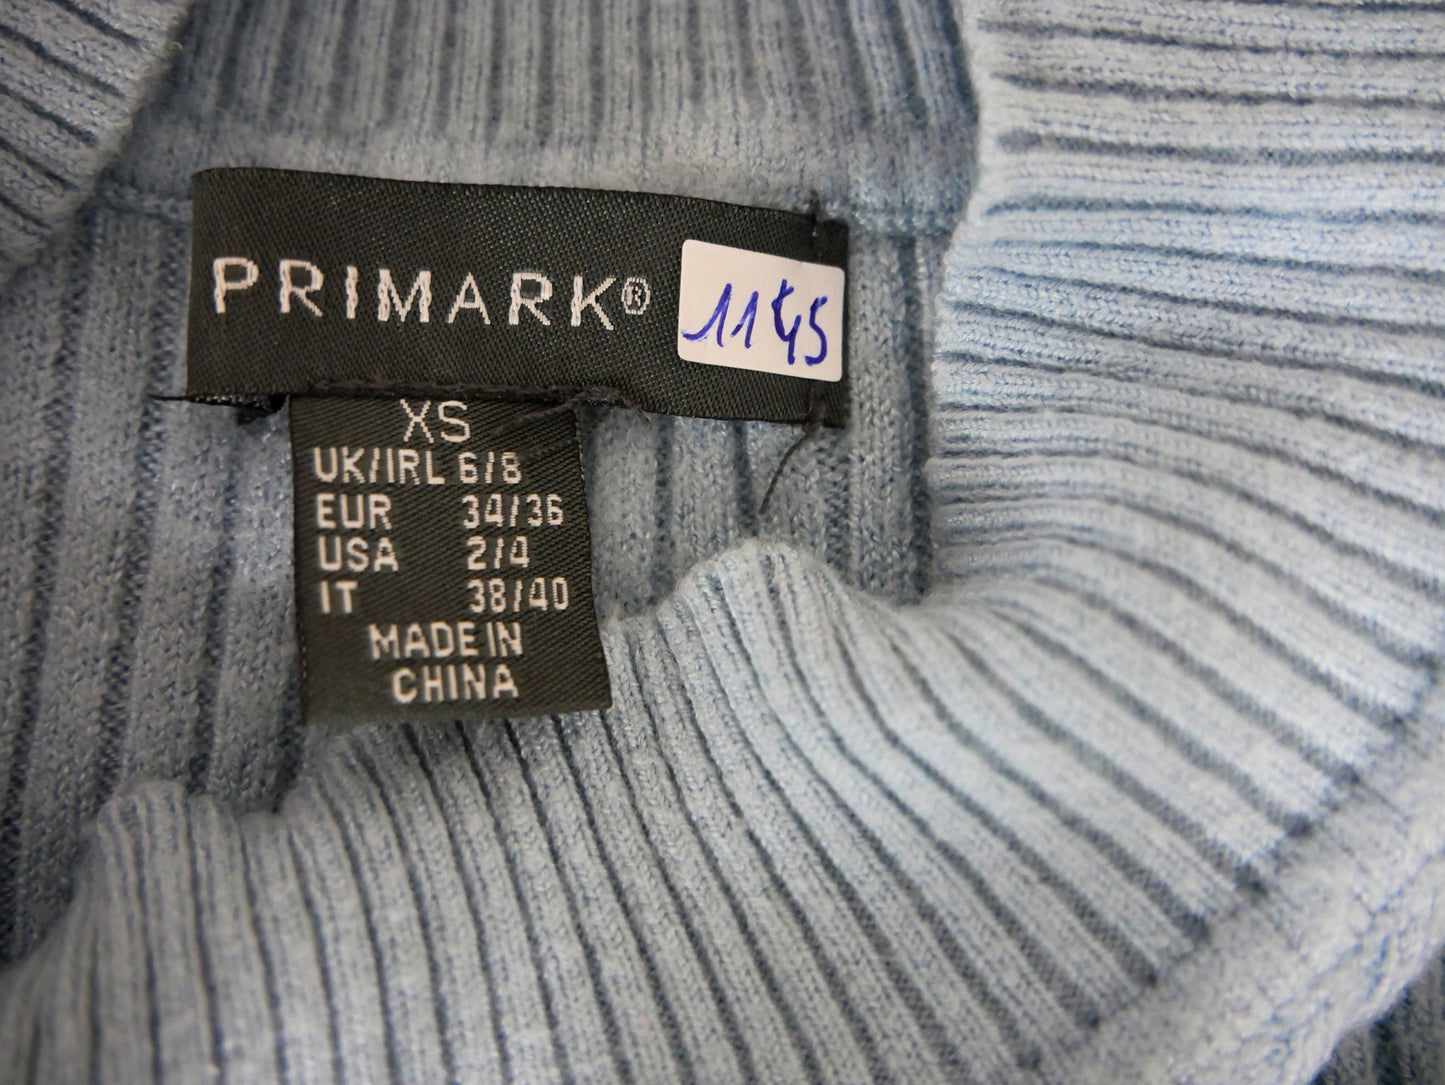 PRIMARK®
1145
XS
UK/IRL 6/8
EUR 34/36
USA 2/4
IT 38/40
MADE IN
CHINA